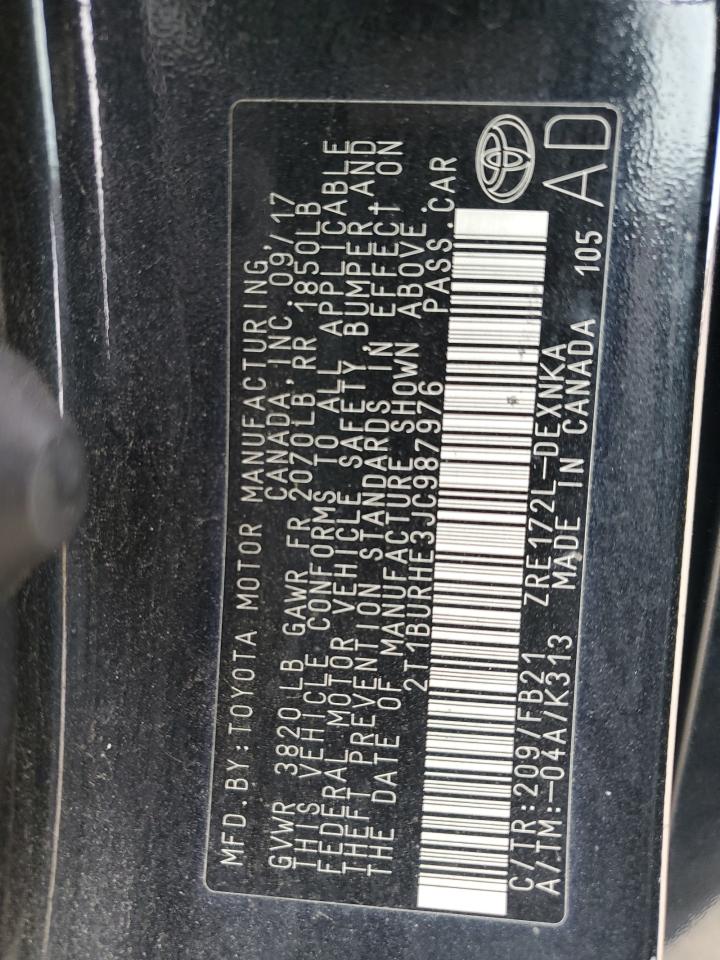 MFD.BY:TOYOTA MOTOR MANUFACTURING
CANADA, INC. 09/17
GVWR 3820 LB GAWR FR 2070LB RR 1850LB
THIS VEHICLE CONFORMS TO ALL APPLICABLE
FEDERAL MOTOR VEHICLE SAFETY, BUMPER, AND
THEFT PREVENTION STANDARDS IN EFFECT ON
THE DATE OF MANUFACTURE SHOWN ABOVE.
2T1BURHE3JC987976 PASS.CAR
C/TR:209/FB21 ZRE172L-DEXNKA
A/TM:-04A/K313 MADE IN CANADA 105
AD